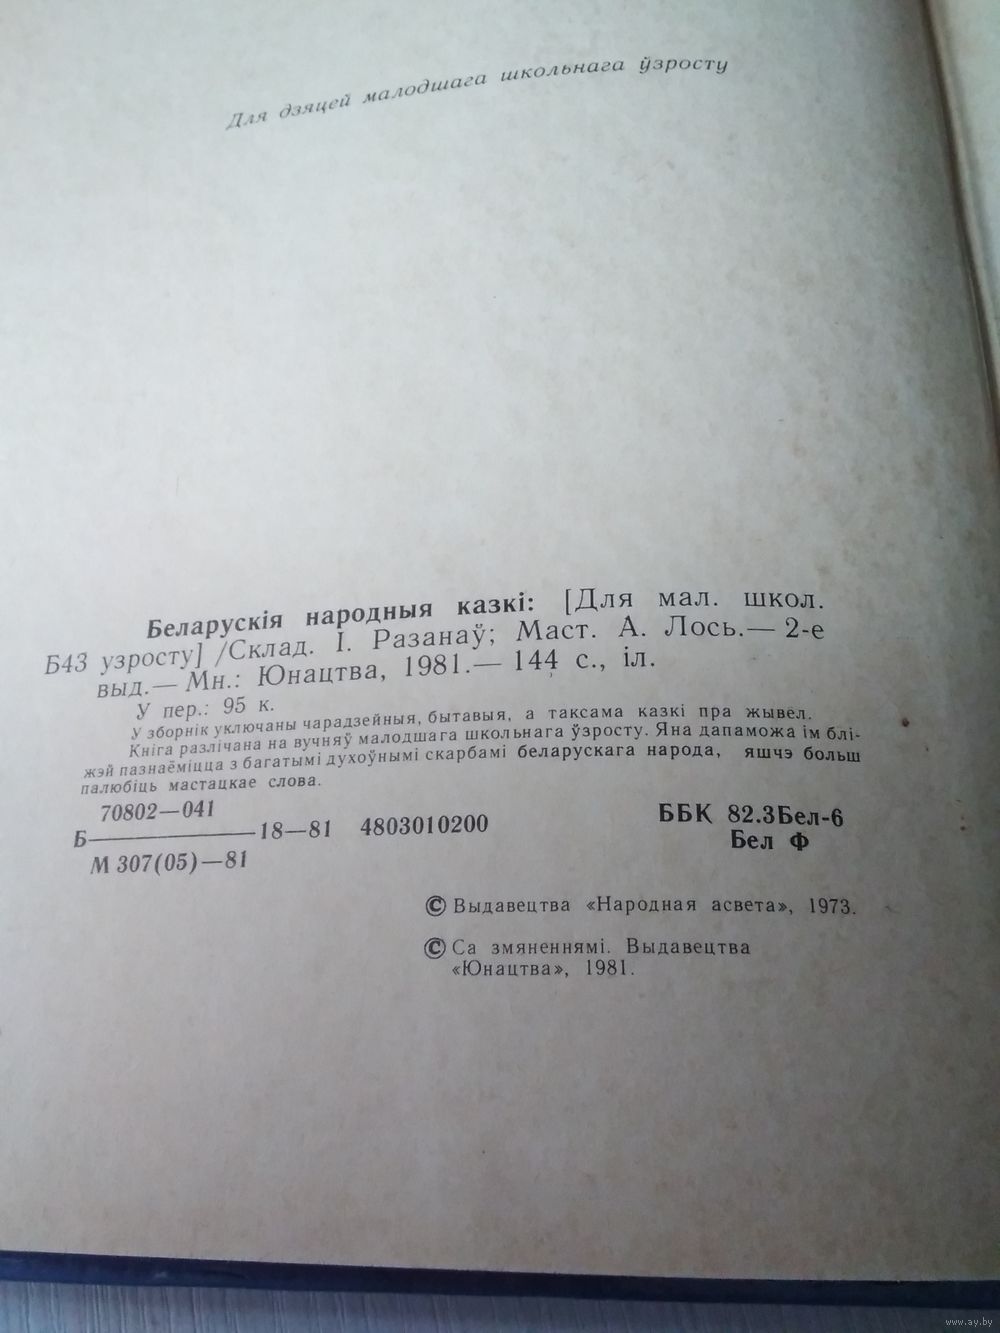 Для дзяцей малодшага школьнага ўзросту
Беларускія народныя казкі: [Для мал. школ.
Б43 узросту] /Склад. І. Разанаў; Маст. А. Лось.— 2-е
выд.— Мн.: Юнацтва, 1981.— 144 с., іл.
У пер.: 95 к.
У зборнік уключаны чарадзейныя, бытавыя, а таксама казкі пра жывёл.
Кніга разлічана на вучняў малодшага школьнага ўзросту. Яна дапаможа ім блі-
жэй пазнаёміцца з багатымі духоўнымі скарбамі беларускага народа, яшчэ больш
палюбіць мастацкае слова.
70802—041
Б———18—81 4803010200
М 307(05)—81
ББК 82.3Бел-6
Бел Ф
© Выдавецтва «Народная асвета», 1973.
© Са змяненнямі. Выдавецтва
«Юнацтва», 1981.
www.ay.by